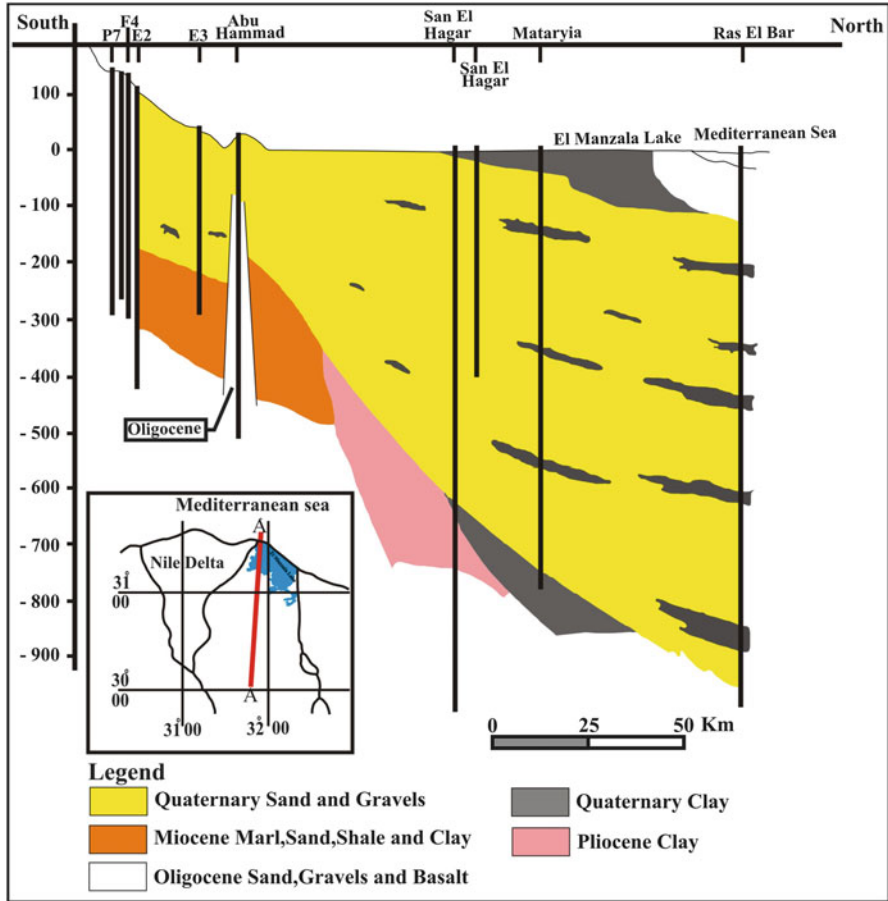 South
F4
P7 E2
E3
Abu
Hammad
San El
Hagar
San El
Hagar
Mataryia
Ras El Bar
North
100
0
- 100
- 200
- 300
- 400
- 500
- 600
- 700
- 800
- 900
El Manzala Lake
Mediterranean Sea
Oligocene
Mediterranean sea
A
Nile Delta
31°
00
30°
00
A
31°00
32°00
0
25
50 Km
Legend
Quaternary Sand and Gravels
Miocene Marl,Sand,Shale and Clay
Oligocene Sand,Gravels and Basalt
Quaternary Clay
Pliocene Clay